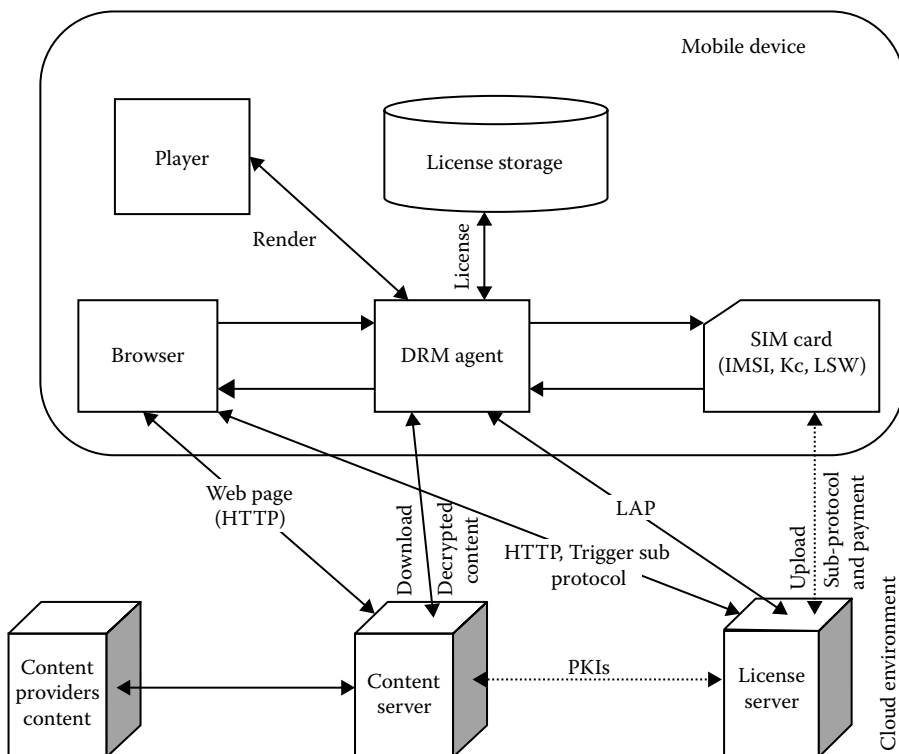 Mobile device
Player
License storage
Render
License
Browser
DRM agent
SIM card
(IMSI, Kc, LSW)
Web page
(HTTP)
Download
Decrypted
content
HTTP, Trigger sub
protocol
LAP
Upload
Sub-protocol
and payment
Cloud environment
Content
providers
content
Content
server
PKIs
License
server